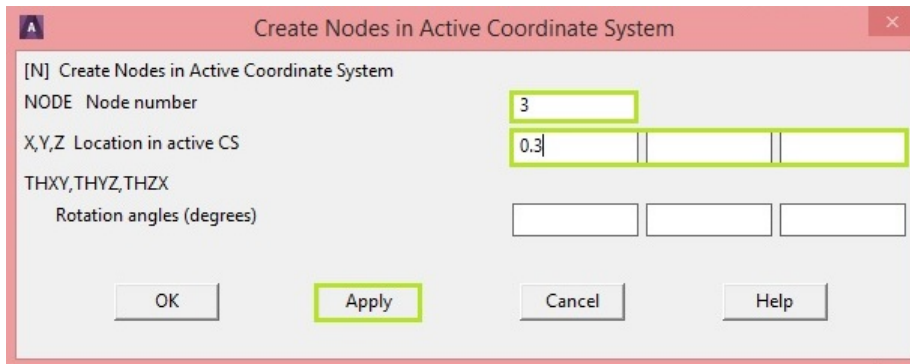 Create Nodes in Active Coordinate System
[N] Create Nodes in Active Coordinate System
NODE Node number 3
X,Y,Z Location in active CS 0.3
THXY,THYZ,THZX
Rotation angles (degrees)
OK Apply Cancel Help